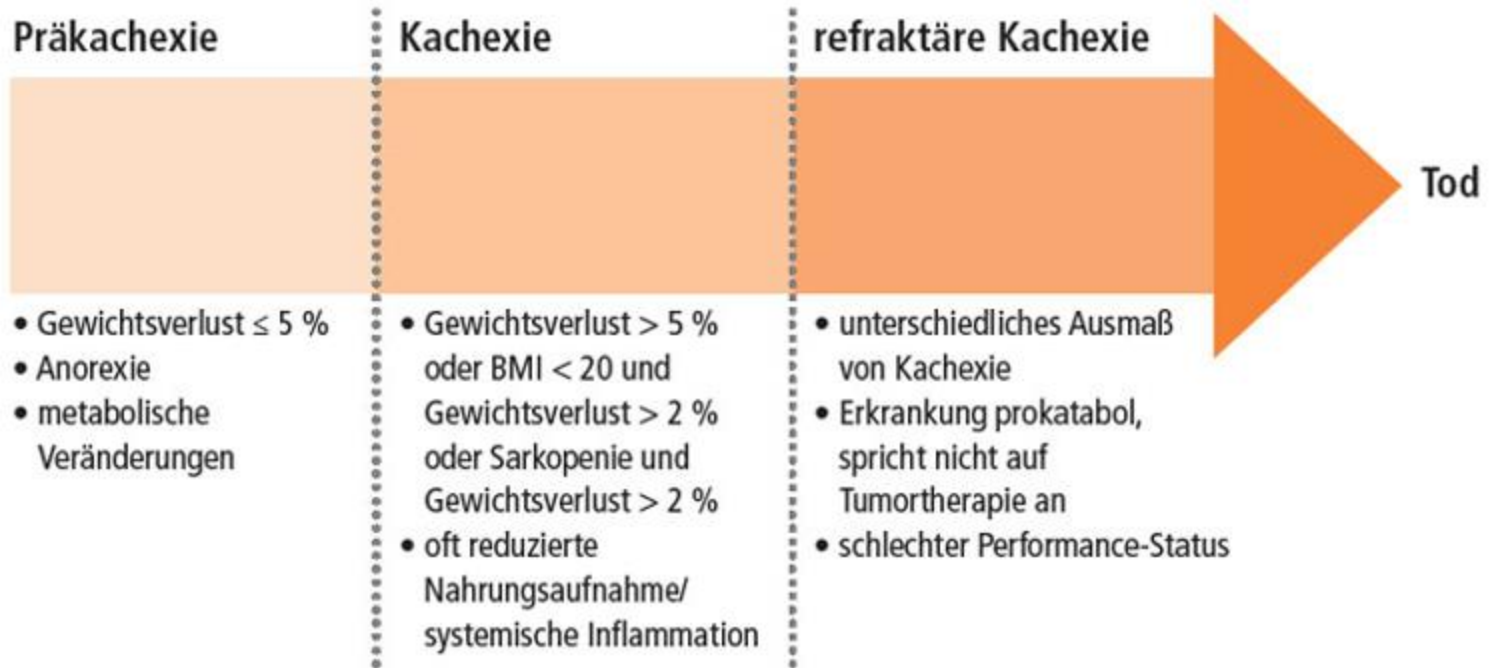 Präkachexie
• Gewichtsverlust ≤ 5 %
• Anorexie
• metabolische
Veränderungen
Kachexie
• Gewichtsverlust > 5 %
oder BMI < 20 und
Gewichtsverlust > 2 %
oder Sarkopenie und
Gewichtsverlust > 2 %
• oft reduzierte
Nahrungsaufnahme/
systemische Inflammation
refraktäre Kachexie
• unterschiedliches Ausmaß
von Kachexie
• Erkrankung prokatabol,
spricht nicht auf
Tumortherapie an
• schlechter Performance-Status
Tod